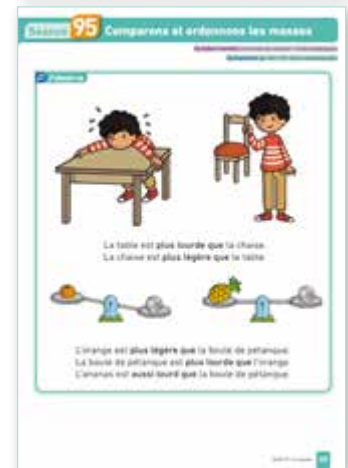 Séance 95 Comparons et ordonnons les masses
La table est plus lourde que la chaise.
La chaise est plus légère que la table.
L'orange est plus légère que la boule de pétanque.
La boule de pétanque est plus lourde que l'orange.
L'ananas est aussi lourd que la boule de pétanque.